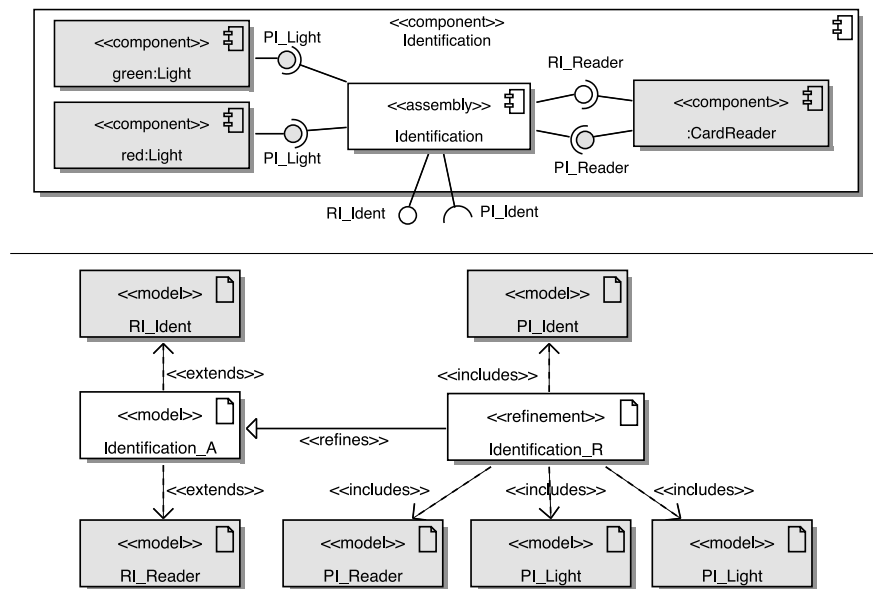 <<component>>
Identification
<<component>>
green:Light
PI_Light
RI_Reader
<<component>>
red:Light
PI_Light
<<assembly>>
Identification
<<component>>
:CardReader
PI_Reader
RI_Ident
PI_Ident
<<model>>
RI_Ident
<<model>>
PI_Ident
<<extends>>
<<includes>>
<<model>>
Identification_A
<<refines>>
<<refinement>>
Identification_R
<<extends>>
<<includes>>
<<includes>>
<<includes>>
<<model>>
RI_Reader
<<model>>
PI_Reader
<<model>>
PI_Light
<<model>>
PI_Light